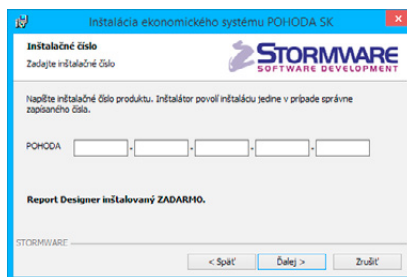 Inštalácia ekonomického systému POHODA SK
Inštalačné číslo
Zadajte inštalačné číslo
STORMWARE
SOFTWARE DEVELOPMENT
Napíšte inštalačné číslo produktu. Inštalátor povolí inštaláciu jedine v prípade správne
zapísaného čísla.
POHODA - - - -
Report Designer inštalovaný ZADARMO.
STORMWARE
< Späť Ďalej > Zrušiť